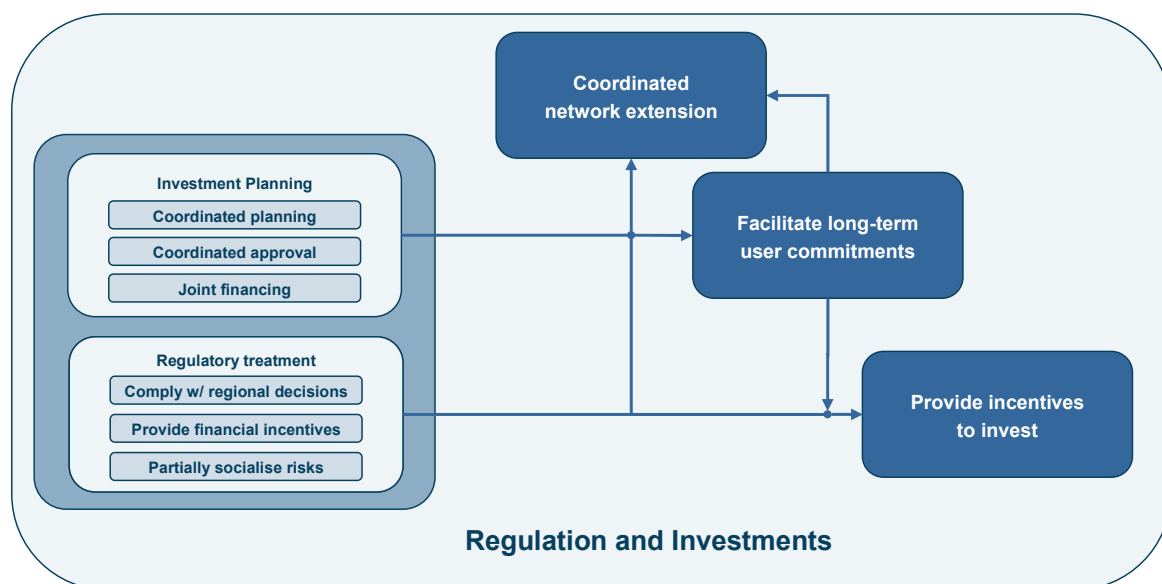 Coordinated
network extension
Investment Planning
Coordinated planning
Coordinated approval
Joint financing
Facilitate long-term
user commitments
Regulatory treatment
Comply w/ regional decisions
Provide financial incentives
Partially socialise risks
Provide incentives
to invest
Regulation and Investments